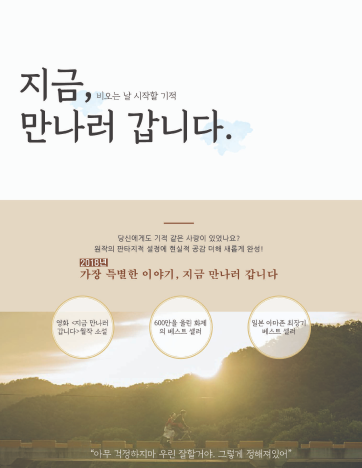 지금, 비오는 날 시작할 기적
만나러 갑니다.
당신에게도 기적 같은 사랑이 있었나요?
원작의 판타지적 설정에 현실적 공감 더해 새롭게 완성!
2018년
가장 특별한 이야기, 지금 만나러 갑니다
영화 <지금 만나러
갑니다>원작 소설
600만을 울린 화제
의 베스트 셀러
일본 아마존 최장기
베스트 셀러
"아무 걱정하지마 우린 잘할거야. 그렇게 정해져있어"